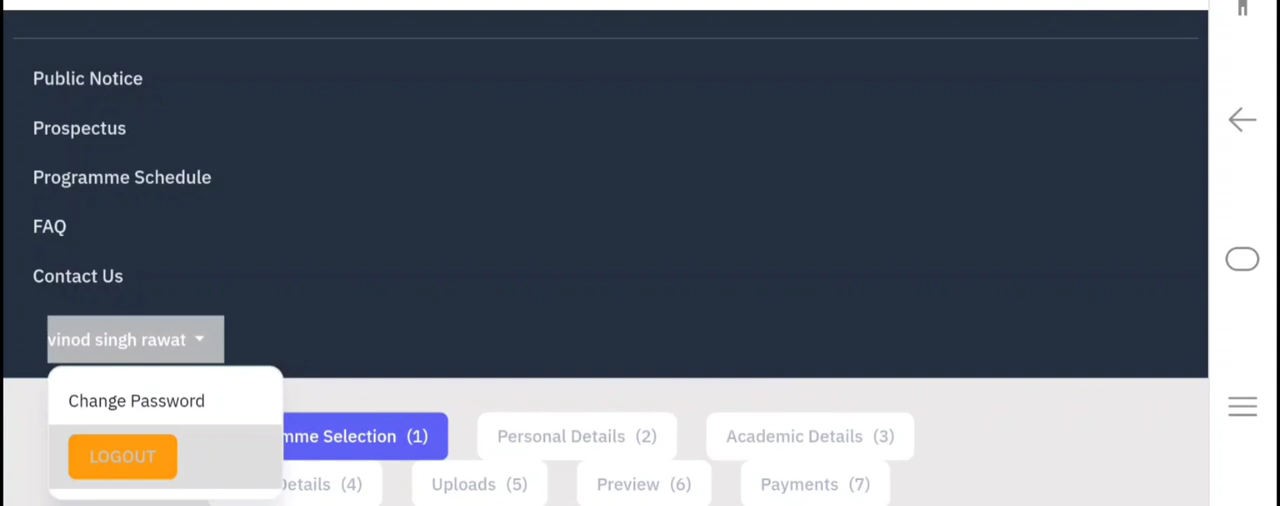 Public Notice
Prospectus
Programme Schedule
FAQ
Contact Us
vinod singh rawat
Change Password
LOGOUT
Selection (1)
Personal Details (2)
Academic Details (3)
Details (4)
Uploads (5)
Preview (6)
Payments (7)